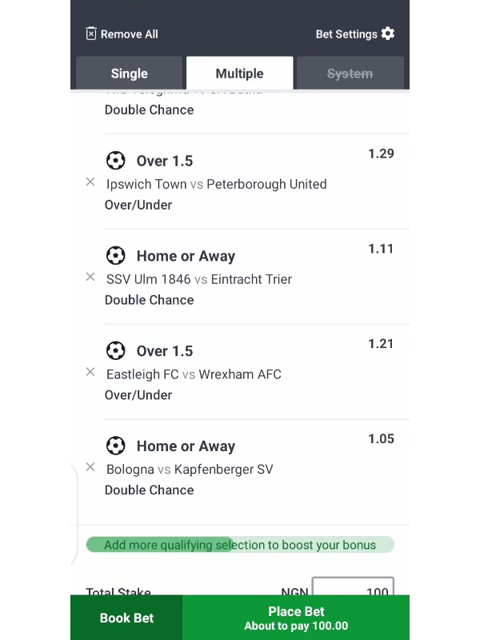 Remove All
Bet Settings
Single
Multiple
System
Double Chance
Over 1.5
1.29
Ipswich Town vs Peterborough United
Over/Under
Home or Away
1.11
SSV Ulm 1846 vs Eintracht Trier
Double Chance
Over 1.5
1.21
Eastleigh FC vs Wrexham AFC
Over/Under
Home or Away
1.05
Bologna vs Kapfenberger SV
Double Chance
Add more qualifying selection to boost your bonus
Total Stake
NGN
100
Book Bet
Place Bet
About to pay 100.00